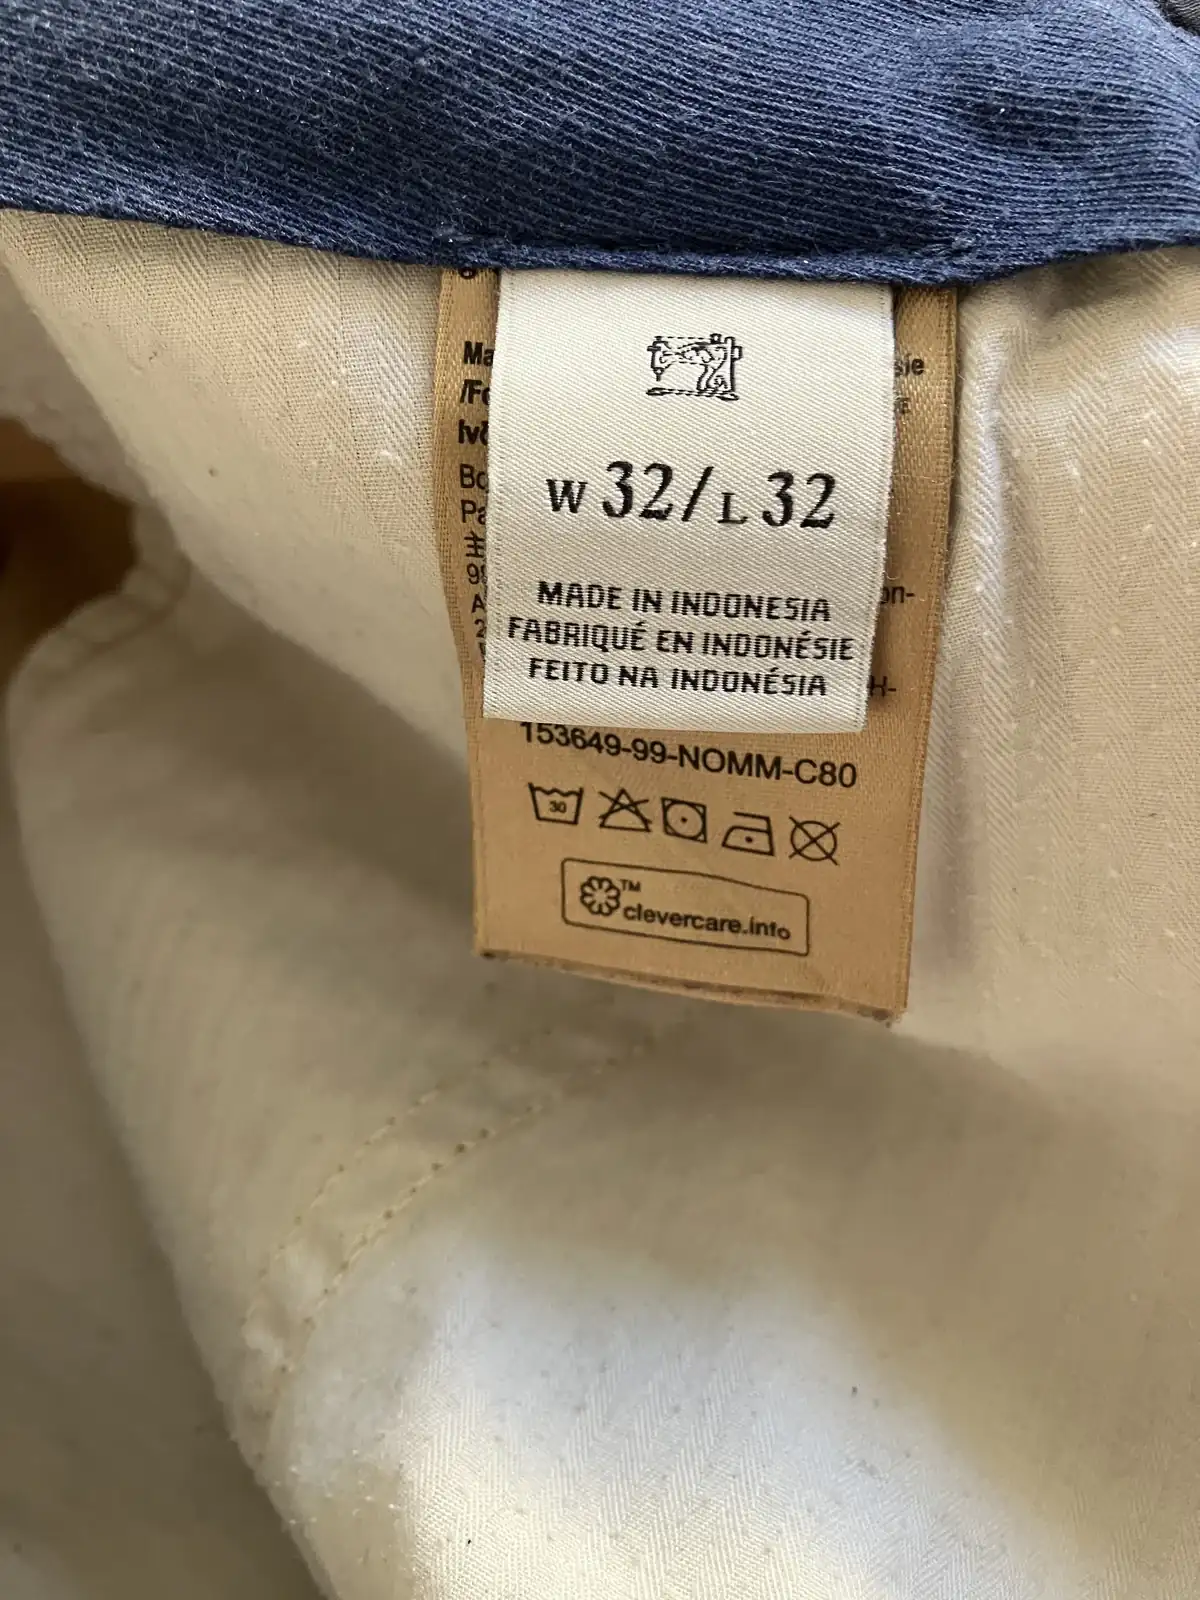 W 32/L 32
MADE IN INDONESIA
FABRIQUÉ EN INDONÉSIE
FEITO NA INDONÉSIA
153649-99-NOMM-C80
30
TM
clevercare.info